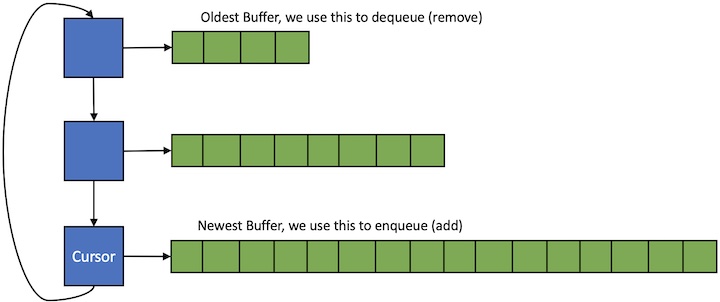 Oldest Buffer, we use this to dequeue (remove)
Newest Buffer, we use this to enqueue (add)
Cursor